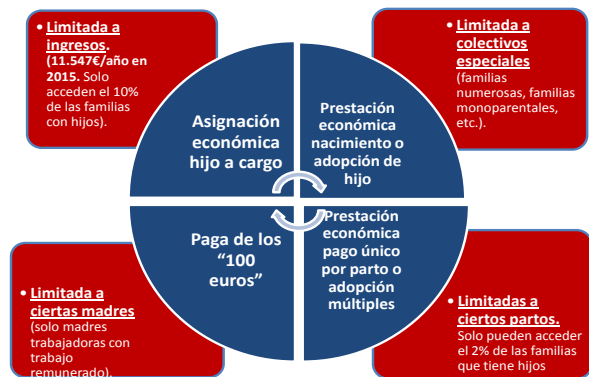 • Limitada a
ingresos.
(11.547€/año en
2015. Solo
acceden el 10%
de las familias
con hijos).
• Limitada a
colectivos
especiales
(familias
numerosas, familias
monoparentales,
etc.).
Asignación
económica
hijo a cargo
Prestación
económica
nacimiento o
adopción de
hijo
Paga de los
“100
euros”
Prestación
económica
pago único
por parto o
adopción
múltiples
• Limitada a
ciertas madres
(solo madres
trabajadoras con
trabajo
remunerado).
• Limitadas a
ciertos partos.
Solo pueden acceder
el 2% de las familias
que tiene hijos